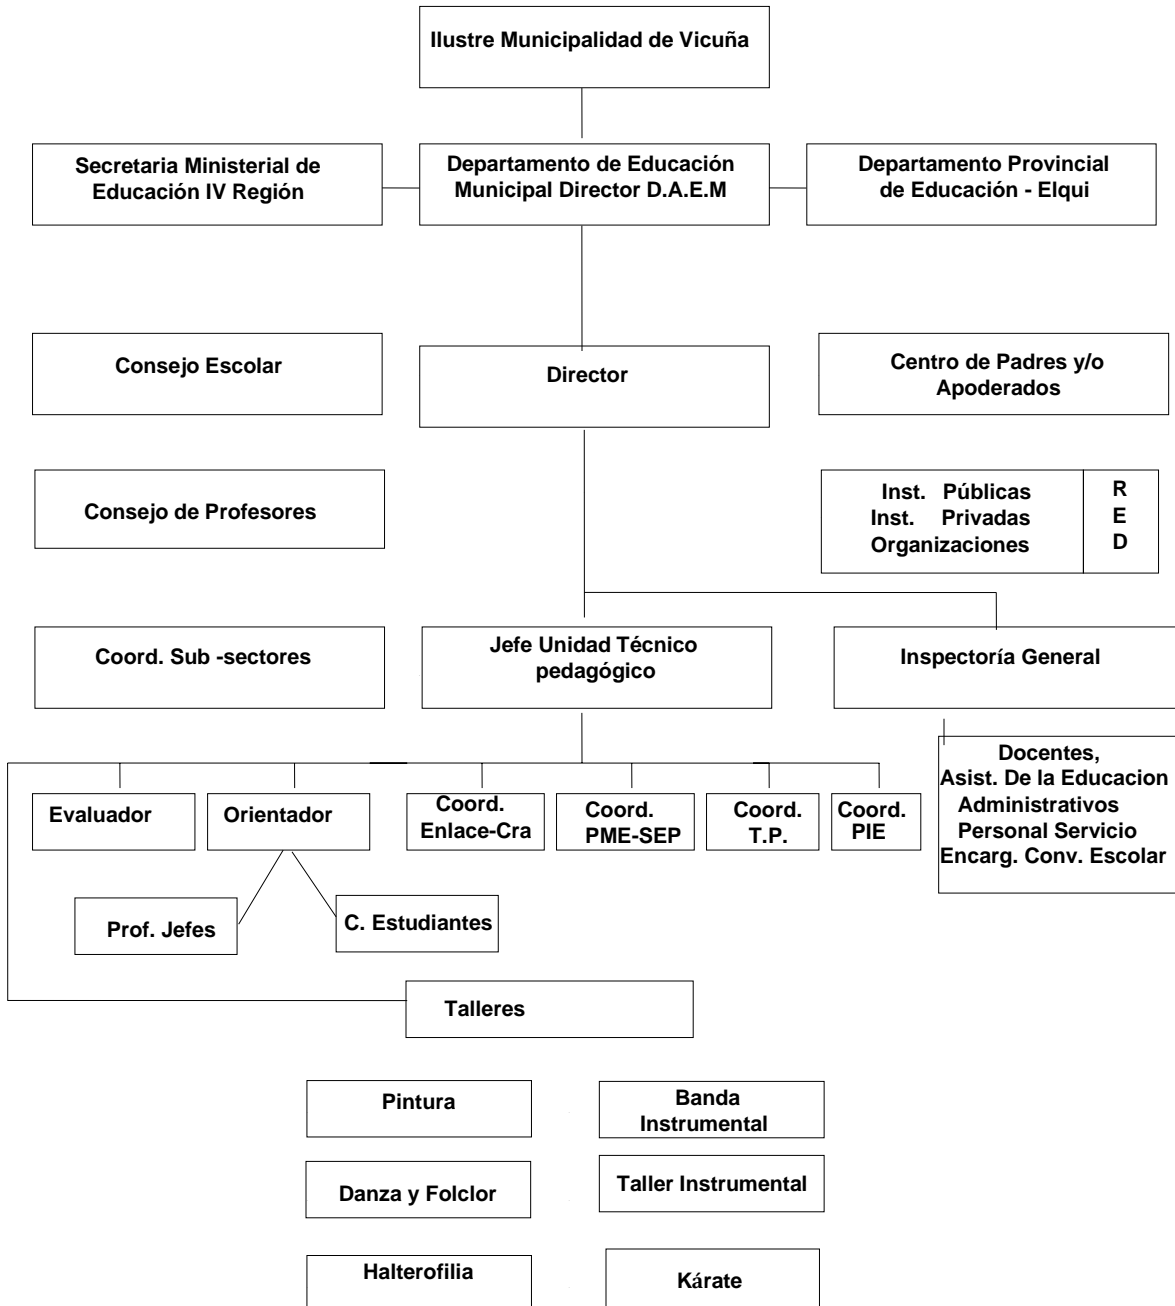 Ilustre Municipalidad de Vicuña
Secretaria Ministerial de
Educación IV Región
Departamento de Educación
Municipal Director D.A.E.M
Departamento Provincial
de Educación - Elqui
Consejo Escolar
Director
Centro de Padres y/o
Apoderados
Consejo de Profesores
Inst. Públicas
Inst. Privadas
Organizaciones
R
E
D
Coord. Sub -sectores
Jefe Unidad Técnico
pedagógico
Inspectoría General
Docentes,
Asist. De la Educacion
Administrativos
Personal Servicio
Encarg. Conv. Escolar
Evaluador
Orientador
Coord.
Enlace-Cra
Coord.
PME-SEP
Coord.
T.P.
Coord.
PIE
Prof. Jefes
C. Estudiantes
Talleres
Pintura
Banda
Instrumental
Danza y Folclor
Taller Instrumental
Halterofilia
Kárate